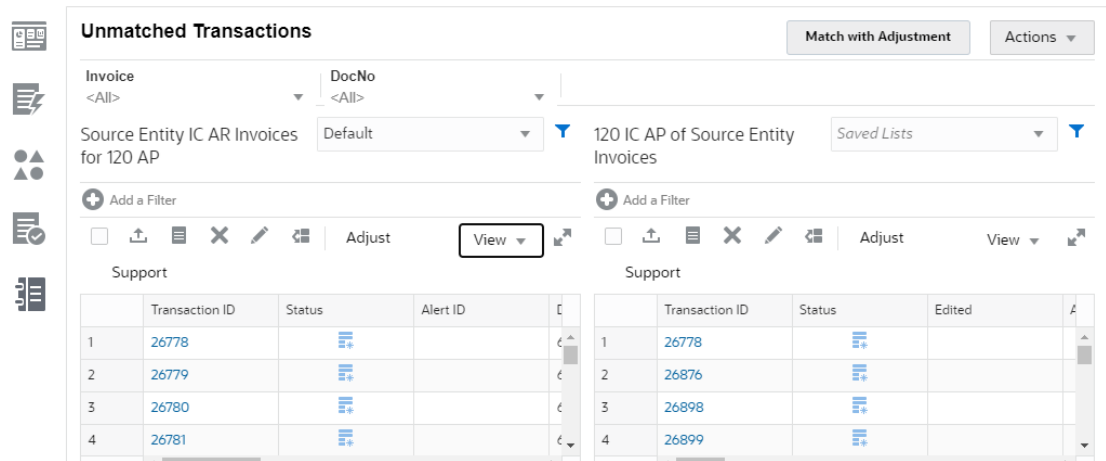 Unmatched Transactions
Match with Adjustment
Actions
Invoice
<All>
DocNo
<All>
Source Entity IC AR Invoices
for 120 AP
Default
120 IC AP of Source Entity
Invoices
Saved Lists
Add a Filter
Add a Filter
Adjust
View
Adjust
View
Support
Support
Transaction ID Status Alert ID
Transaction ID Status Edited
1 26778
1 26778
2 26779
2 26876
3 26780
3 26898
4 26781
4 26899